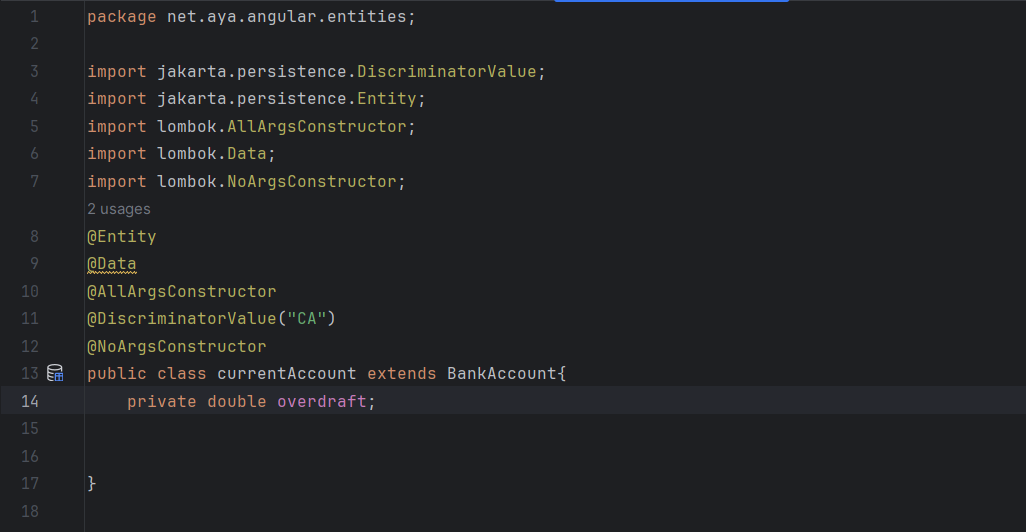 1 package net.aya.angular.entities;
2
3 import jakarta.persistence.DiscriminatorValue;
4 import jakarta.persistence.Entity;
5 import lombok.AllArgsConstructor;
6 import lombok.Data;
7 import lombok.NoArgsConstructor;
2 usages
8 @Entity
9 @Data
10 @AllArgsConstructor
11 @DiscriminatorValue("CA")
12 @NoArgsConstructor
13 public class currentAccount extends BankAccount{
14     private double overdraft;
15
16
17 }
18